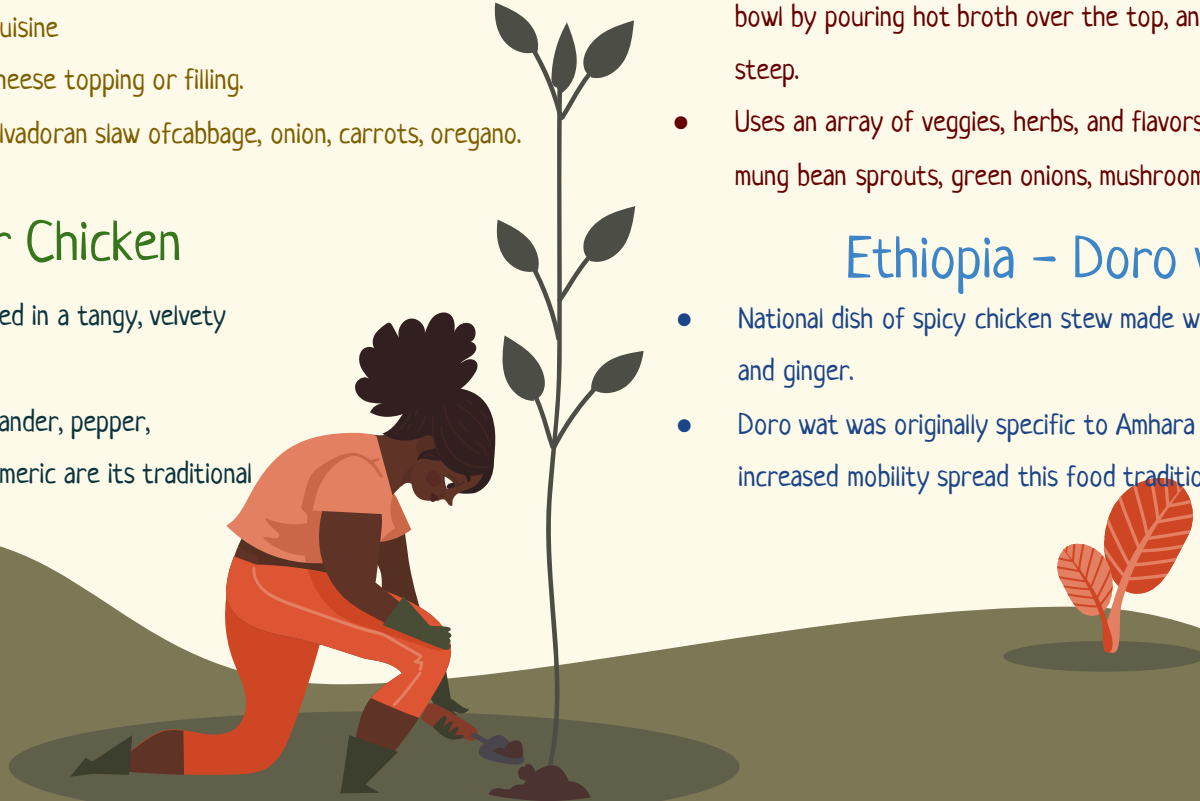 uisine
heese topping or filling.
lvadoran slaw ofcabbage, onion, carrots, oregano.
r Chicken
ed in a tangy, velvety
ander, pepper,
meric are its traditional
bowl by pouring hot broth over the top, an
steep.
• Uses an array of veggies, herbs, and flavors
mung bean sprouts, green onions, mushroom
Ethiopia - Doro w
• National dish of spicy chicken stew made w
and ginger.
• Doro wat was originally specific to Amhara
increased mobility spread this food traditio